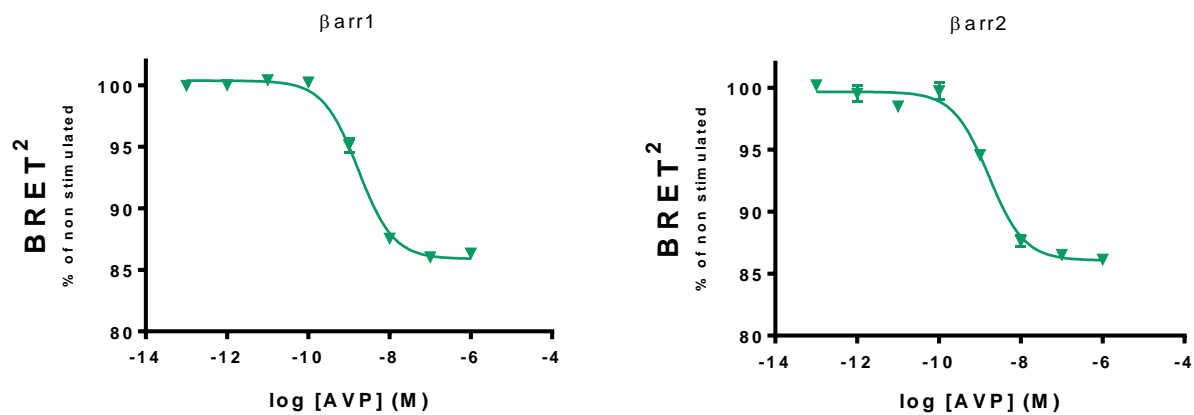 βarr1
BRET²
% of non stimulated
100
95
90
85
80
-14
-12
-10
-8
-6
-4
log [AVP] (M)
βarr2
BRET²
% of non stimulated
100
95
90
85
80
-14
-12
-10
-8
-6
-4
log [AVP] (M)